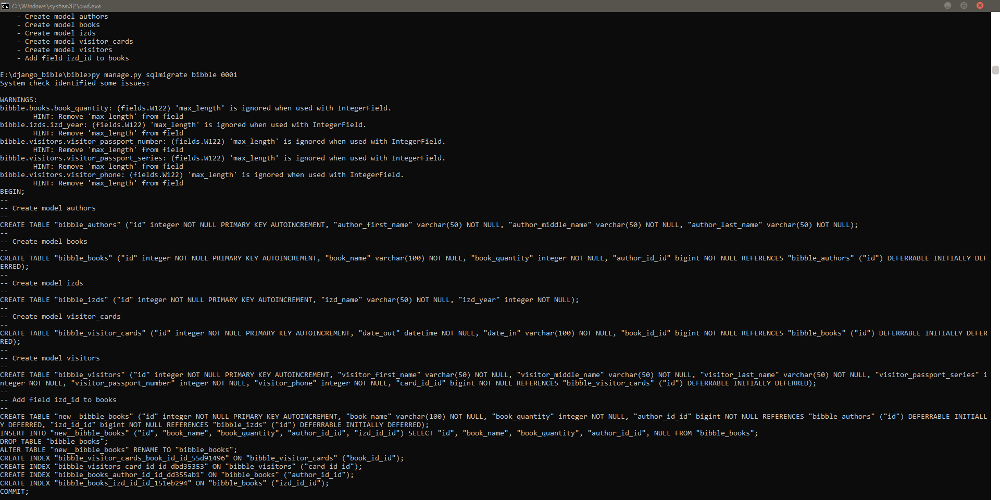 C:\Windows\system32\cmd.exe
    - Create model authors
    - Create model books
    - Create model izds
    - Create model visitor_cards
    - Create model visitors
    - Add field izd_id to books
E:\django_bible\bible>py manage.py sqlmigrate bibble 0001
System check identified some issues:
WARNINGS:
bibble.books.book_quantity: (fields.W122) 'max_length' is ignored when used with IntegerField.
        HINT: Remove 'max_length' from field
bibble.izds.izd_year: (fields.W122) 'max_length' is ignored when used with IntegerField.
        HINT: Remove 'max_length' from field
bibble.visitors.visitor_passport_number: (fields.W122) 'max_length' is ignored when used with IntegerField.
        HINT: Remove 'max_length' from field
bibble.visitors.visitor_passport_series: (fields.W122) 'max_length' is ignored when used with IntegerField.
        HINT: Remove 'max_length' from field
bibble.visitors.visitor_phone: (fields.W122) 'max_length' is ignored when used with IntegerField.
        HINT: Remove 'max_length' from field
BEGIN;
--
-- Create model authors
--
CREATE TABLE "bibble_authors" ("id" integer NOT NULL PRIMARY KEY AUTOINCREMENT, "author_first_name" varchar(50) NOT NULL, "author_middle_name" varchar(50) NOT NULL, "author_last_name" varchar(50) NOT NULL);
--
-- Create model books
--
CREATE TABLE "bibble_books" ("id" integer NOT NULL PRIMARY KEY AUTOINCREMENT, "book_name" varchar(100) NOT NULL, "book_quantity" integer NOT NULL, "author_id_id" bigint NOT NULL REFERENCES "bibble_authors" ("id") DEFERRABLE INITIALLY DEF
ERRED);
--
-- Create model izds
--
CREATE TABLE "bibble_izds" ("id" integer NOT NULL PRIMARY KEY AUTOINCREMENT, "izd_name" varchar(50) NOT NULL, "izd_year" integer NOT NULL);
--
-- Create model visitor_cards
--
CREATE TABLE "bibble_visitor_cards" ("id" integer NOT NULL PRIMARY KEY AUTOINCREMENT, "date_out" datetime NOT NULL, "date_in" varchar(100) NOT NULL, "book_id_id" bigint NOT NULL REFERENCES "bibble_books" ("id") DEFERRABLE INITIALLY DEFER
RED);
--
-- Create model visitors
--
CREATE TABLE "bibble_visitors" ("id" integer NOT NULL PRIMARY KEY AUTOINCREMENT, "visitor_first_name" varchar(50) NOT NULL, "visitor_middle_name" varchar(50) NOT NULL, "visitor_last_name" varchar(50) NOT NULL, "visitor_passport_series" i
nteger NOT NULL, "visitor_passport_number" integer NOT NULL, "visitor_phone" integer NOT NULL, "card_id_id" bigint NOT NULL REFERENCES "bibble_visitor_cards" ("id") DEFERRABLE INITIALLY DEFERRED);
--
-- Add field izd_id to books
--
CREATE TABLE "new__bibble_books" ("id" integer NOT NULL PRIMARY KEY AUTOINCREMENT, "book_name" varchar(100) NOT NULL, "book_quantity" integer NOT NULL, "author_id_id" bigint NOT NULL REFERENCES "bibble_authors" ("id") DEFERRABLE INITIALL
Y DEFERRED, "izd_id_id" bigint NOT NULL REFERENCES "bibble_izds" ("id") DEFERRABLE INITIALLY DEFERRED);
INSERT INTO "new__bibble_books" ("id", "book_name", "book_quantity", "author_id_id", "izd_id_id") SELECT "id", "book_name", "book_quantity", "author_id_id", NULL FROM "bibble_books";
DROP TABLE "bibble_books";
ALTER TABLE "new__bibble_books" RENAME TO "bibble_books";
CREATE INDEX "bibble_visitor_cards_book_id_id_55d91496" ON "bibble_visitor_cards" ("book_id_id");
CREATE INDEX "bibble_visitors_card_id_id_dbd35353" ON "bibble_visitors" ("card_id_id");
CREATE INDEX "bibble_books_author_id_id_dd355ab1" ON "bibble_books" ("author_id_id");
CREATE INDEX "bibble_books_izd_id_id_151eb294" ON "bibble_books" ("izd_id_id");
COMMIT;